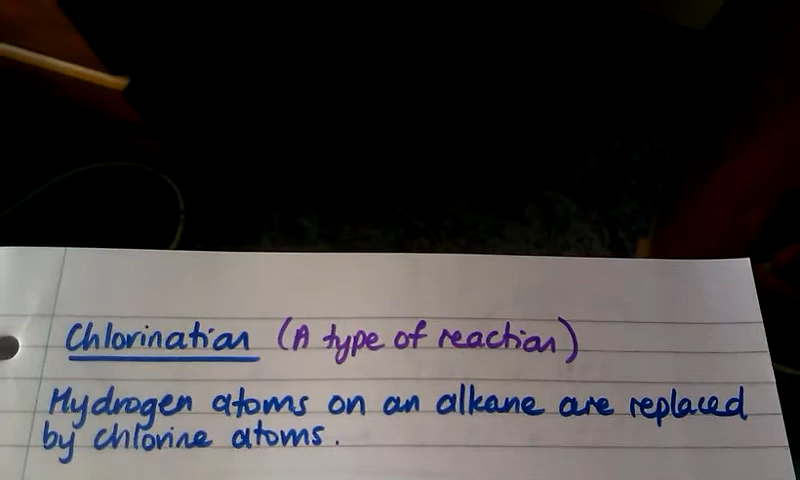 Chlorination (A type of reaction)
Hydrogen atoms on an alkane are replaced
by chlorine atoms.